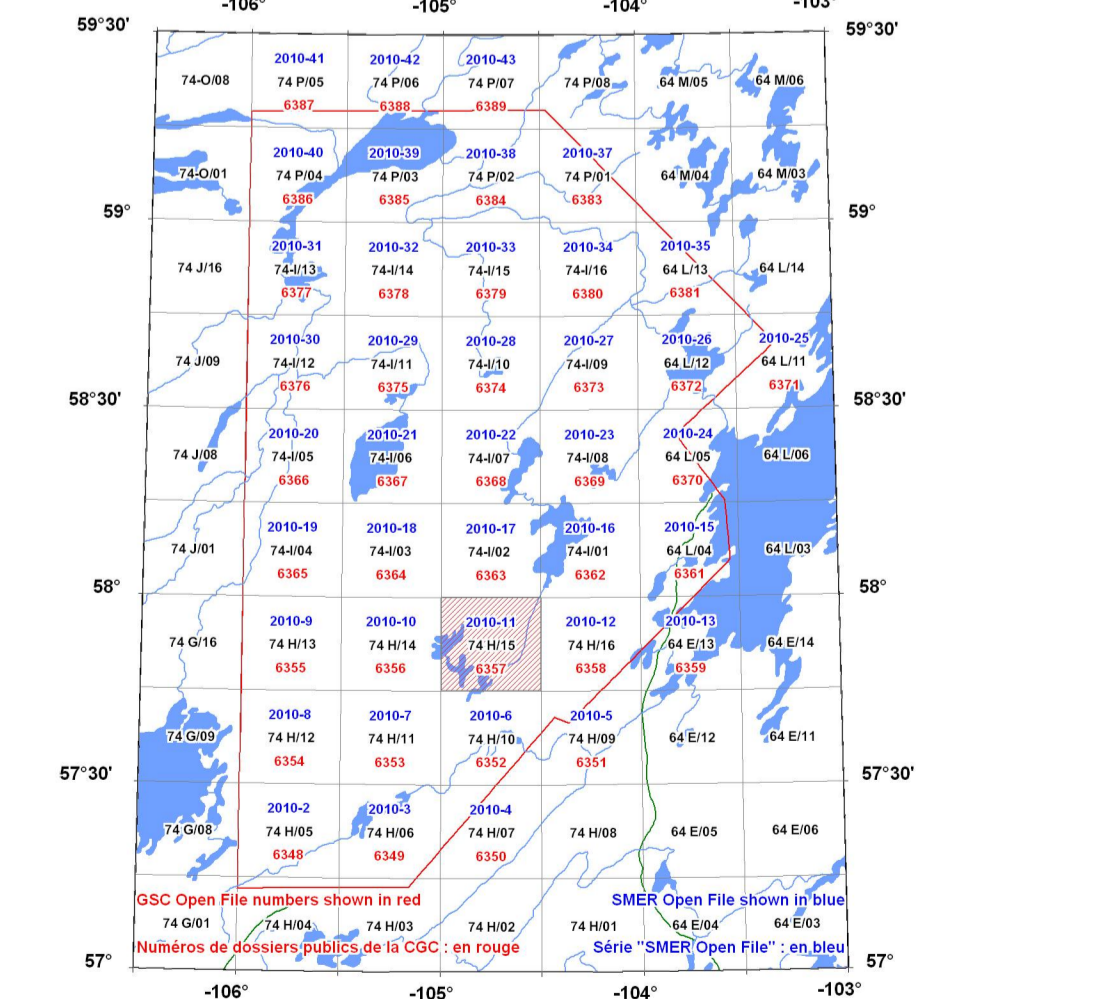 -106° -105° -104° -103°
59°30' 59°30'
2010-41 2010-42 2010-43
74-O/08 74 P/05 74 P/06 74 P/07 74 P/08 64 M/05 64 M/06
6387 6388 6389
2010-40 2010-39 2010-38 2010-37
74-O/01 74 P/04 74 P/03 74 P/02 74 P/01 64 M/04 64 M/03
6386 6385 6384 6383
59° 59°
2010-31 2010-32 2010-33 2010-34 2010-35
74 J/16 74-I/13 74-I/14 74-I/15 74-I/16 64 L/13 64 L/14
6377 6378 6379 6380 6381
2010-30 2010-29 2010-28 2010-27 2010-26 2010-25
74 J/09 74-I/12 74-I/11 74-I/10 74-I/09 64 L/12 64 L/11
6376 6375 6374 6373 6372 6371
58°30' 58°30'
2010-20 2010-21 2010-22 2010-23 2010-24
74 J/08 74-I/05 74-I/06 74-I/07 74-I/08 64 L/05 64 L/06
6366 6367 6368 6369 6370
2010-19 2010-18 2010-17 2010-16 2010-15
74 J/01 74-I/04 74-I/03 74-I/02 74-I/01 64 L/04 64 L/03
6365 6364 6363 6362 6361
58° 58°
2010-9 2010-10 2010-11 2010-12 2010-13
74 G/16 74 H/13 74 H/14 74 H/15 74 H/16 64 E/13 64 E/14
6355 6356 6357 6358 6359
2010-8 2010-7 2010-6 2010-5
74 G/09 74 H/12 74 H/11 74 H/10 74 H/09 64 E/12 64 E/11
6354 6353 6352 6351
57°30' 57°30'
2010-2 2010-3 2010-4
74 G/08 74 H/05 74 H/06 74 H/07 74 H/08 64 E/05 64 E/06
6348 6349 6350
GSC Open File numbers shown in red SMER Open File shown in blue
74 G/01 74 H/04 74 H/03 74 H/02 74 H/01 64 E/04 64 E/03
Numéros de dossiers publics de la CGC : en rouge Série "SMER Open File" : en bleu
57° 57°
-106° -105° -104° -103°